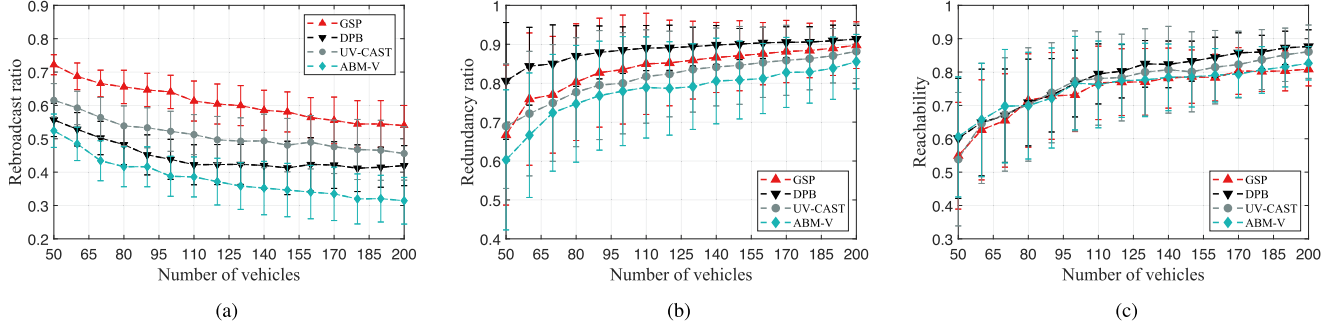 Rebroadcast ratio
0.9
0.8
0.7
0.6
0.5
0.4
0.3
0.2
50 65 80 95 110 125 140 155 170 185 200
Number of vehicles
GSP
DPB
UV-CAST
ABM-V
(a)
Redundancy ratio
1
0.9
0.8
0.7
0.6
0.5
0.4
50 65 80 95 110 125 140 155 170 185 200
Number of vehicles
GSP
DPB
UV-CAST
ABM-V
(b)
Reachability
1
0.9
0.8
0.7
0.6
0.5
0.4
0.3
50 65 80 95 110 125 140 155 170 185 200
Number of vehicles
GSP
DPB
UV-CAST
ABM-V
(c)